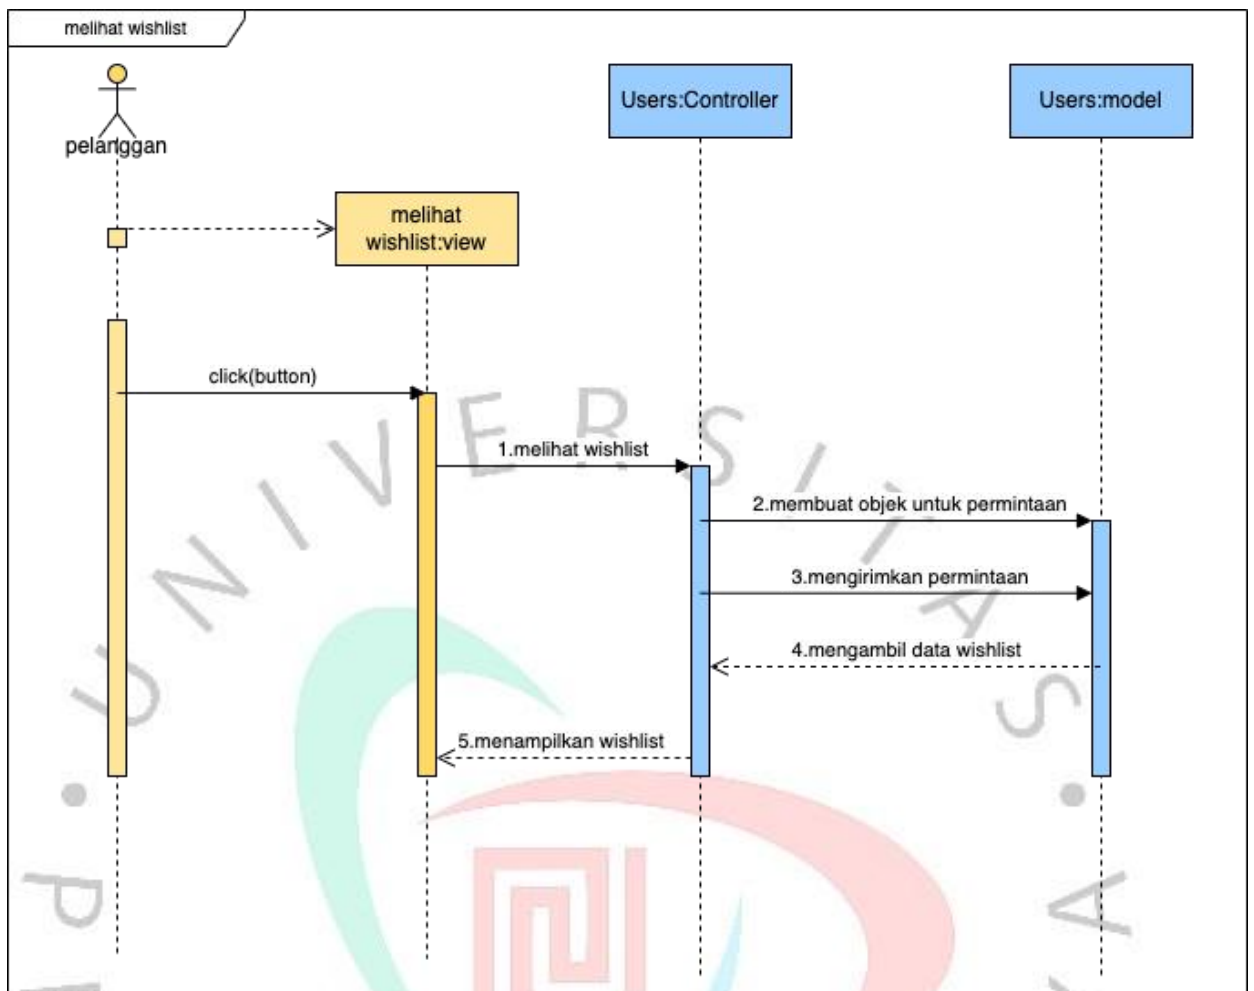 melihat wishlist
pelanggan
Users:Controller
Users:model
melihat
wishlist:view
click(button)
1.melihat wishlist
2.membuat objek untuk permintaan
3.mengirimkan permintaan
4.mengambil data wishlist
5.menampilkan wishlist
UNIVERSITAS